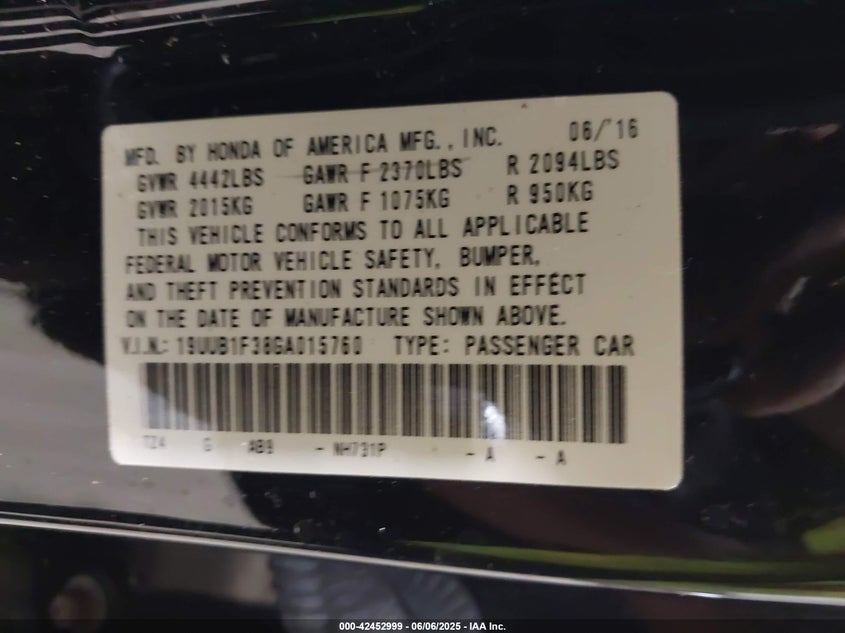 MFD. BY HONDA OF AMERICA MFG., INC. 06/'16
GVWR 4442LBS GAWR F 2370LBS R 2094LBS
GVWR 2015KG GAWR F 1075KG R 950KG
THIS VEHICLE CONFORMS TO ALL APPLICABLE
FEDERAL MOTOR VEHICLE SAFETY, BUMPER,
AND THEFT PREVENTION STANDARDS IN EFFECT
ON THE DATE OF MANUFACTURE SHOWN ABOVE.
V.I.N.: 19UUB1F38GA015760 TYPE: PASSENGER CAR
TZ4 G AB9 - NH731P - A - A
000-42452999 - 06/06/2025 - IAA Inc.